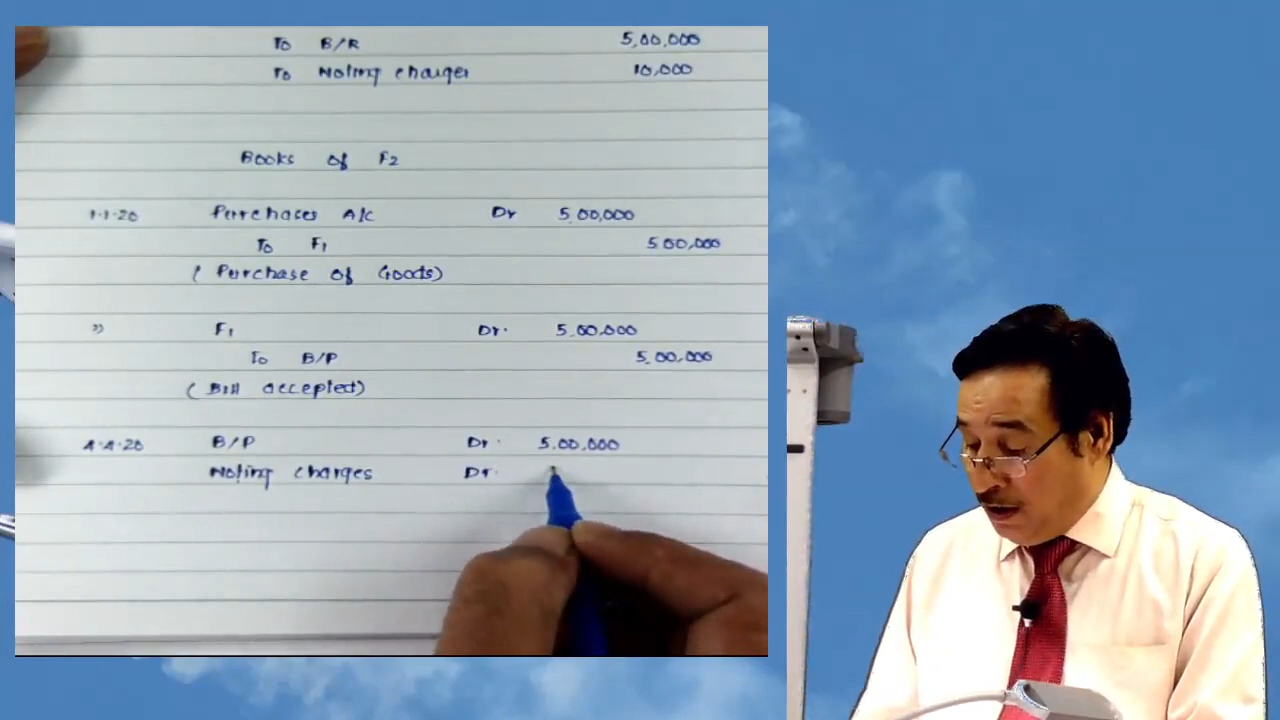 To B/R 5,00,000
To Noting charges 10,000
Books of F2
1.1.20 Purchases A/c Dr 5,00,000
To F1 5,00,000
( Purchase of Goods)
" F1 Dr. 5,00,000
To B/P 5,00,000
( Bill accepted)
4.4.20 B/P Dr. 5,00,000
Noting charges Dr.